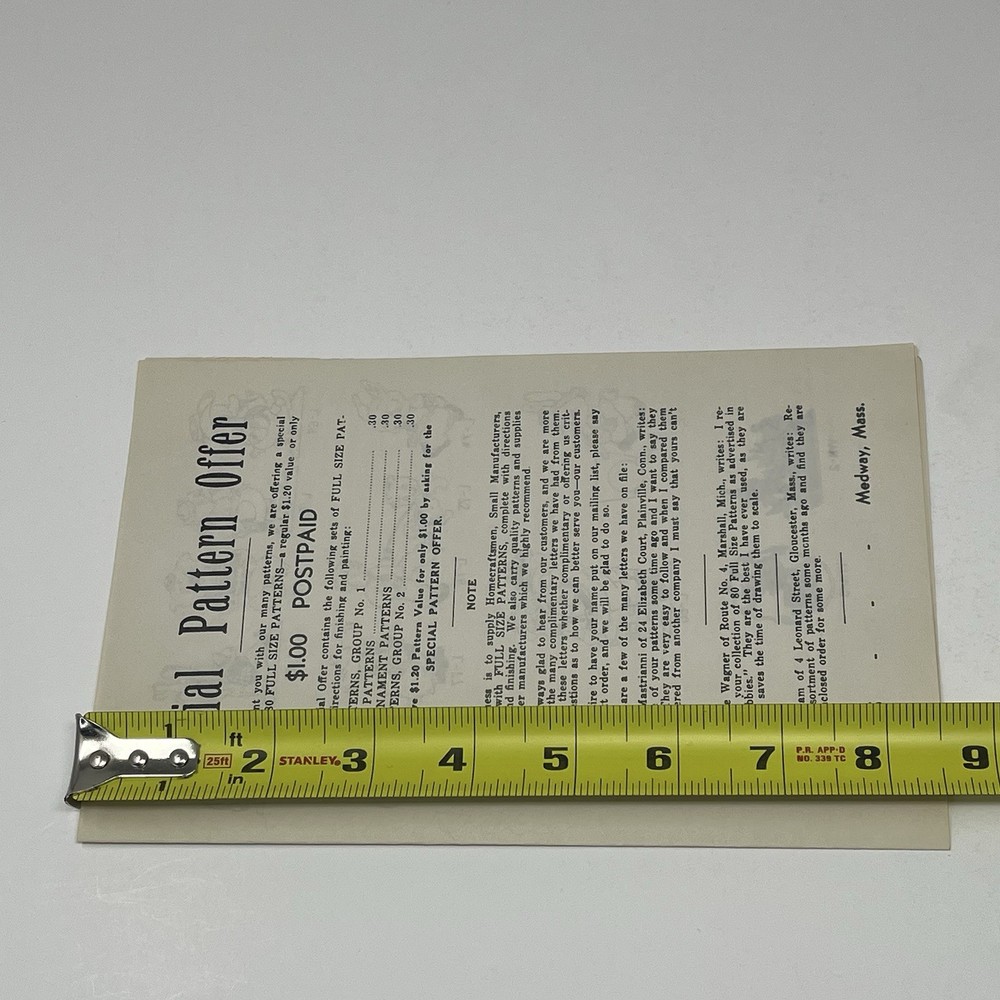 ial Pattern Offer
nt you with our many patterns, we are offering a special
80 FULL SIZE PATTERNS—a regular $1.20 value or only
$1.00 POSTPAID
al Offer contains the following sets of FULL SIZE PAT-
irections for finishing and painting:
TERNS, GROUP No. 1 .30
PATTERNS .30
NAMENT PATTERNS .30
ERNS, GROUP No. 2 .30
e $1.20 Pattern Value for only $1.00 by asking for the
SPECIAL PATTERN OFFER.
NOTE
ess is to supply Homecraftsmen, Small Manufacturers,
with FULL SIZE PATTERNS, complete with directions
nd finishing. We also carry quality patterns and supplies
er manufacturers which we highly recommend.
ways glad to hear from our customers, and we are more
the many complimentary letters we have had from them.
these letters whether complimentary or offering us crit-
stions as to how we can better serve you—our customers.
ire to have your name put on our mailing list, please say
t order, and we will be glad to do so.
are a few of the many letters we have on file:
Mastrianni of 24 Elizabeth Court, Plainville, Conn., writes:
of your patterns some time ago and I want to say they
They are very easy to follow and when I compared them
ered from another company I must say that yours can't
e Wagner of Route No. 4, Marshall, Mich., writes: I re-
your collection of 80 Full Size Patterns as advertised in
bbies." They are the best I have ever used, as they are
saves the time of drawing them to scale.
am of 4 Leonard Street, Gloucester, Mass., writes: Re-
sortment of patterns some months ago and find they are
closed order for some more.
- - - - Medway, Mass.
1 ft
25ft 2 STANLEY® 3 4 5 6 7 P.R. APP·D NO. 339 TC 8 9
1 in